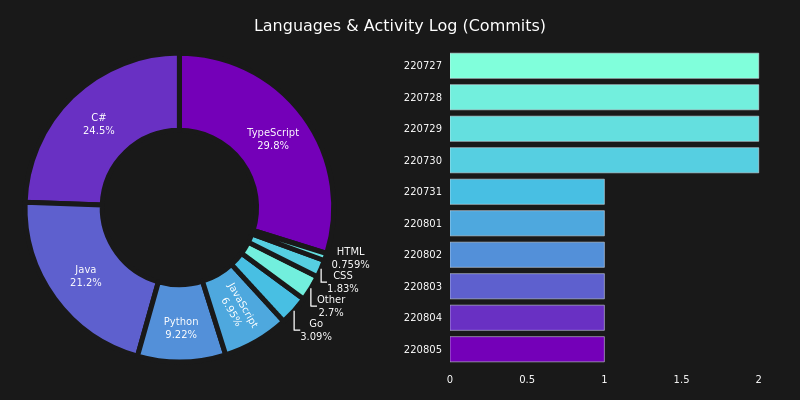 Languages & Activity Log (Commits)
C#
24.5%
TypeScript
29.8%
Java
21.2%
Python
9.22%
JavaScript
6.95%
HTML
0.759%
CSS
1.83%
Other
2.7%
Go
3.09%
220727
220728
220729
220730
220731
220801
220802
220803
220804
220805
0 0.5 1 1.5 2